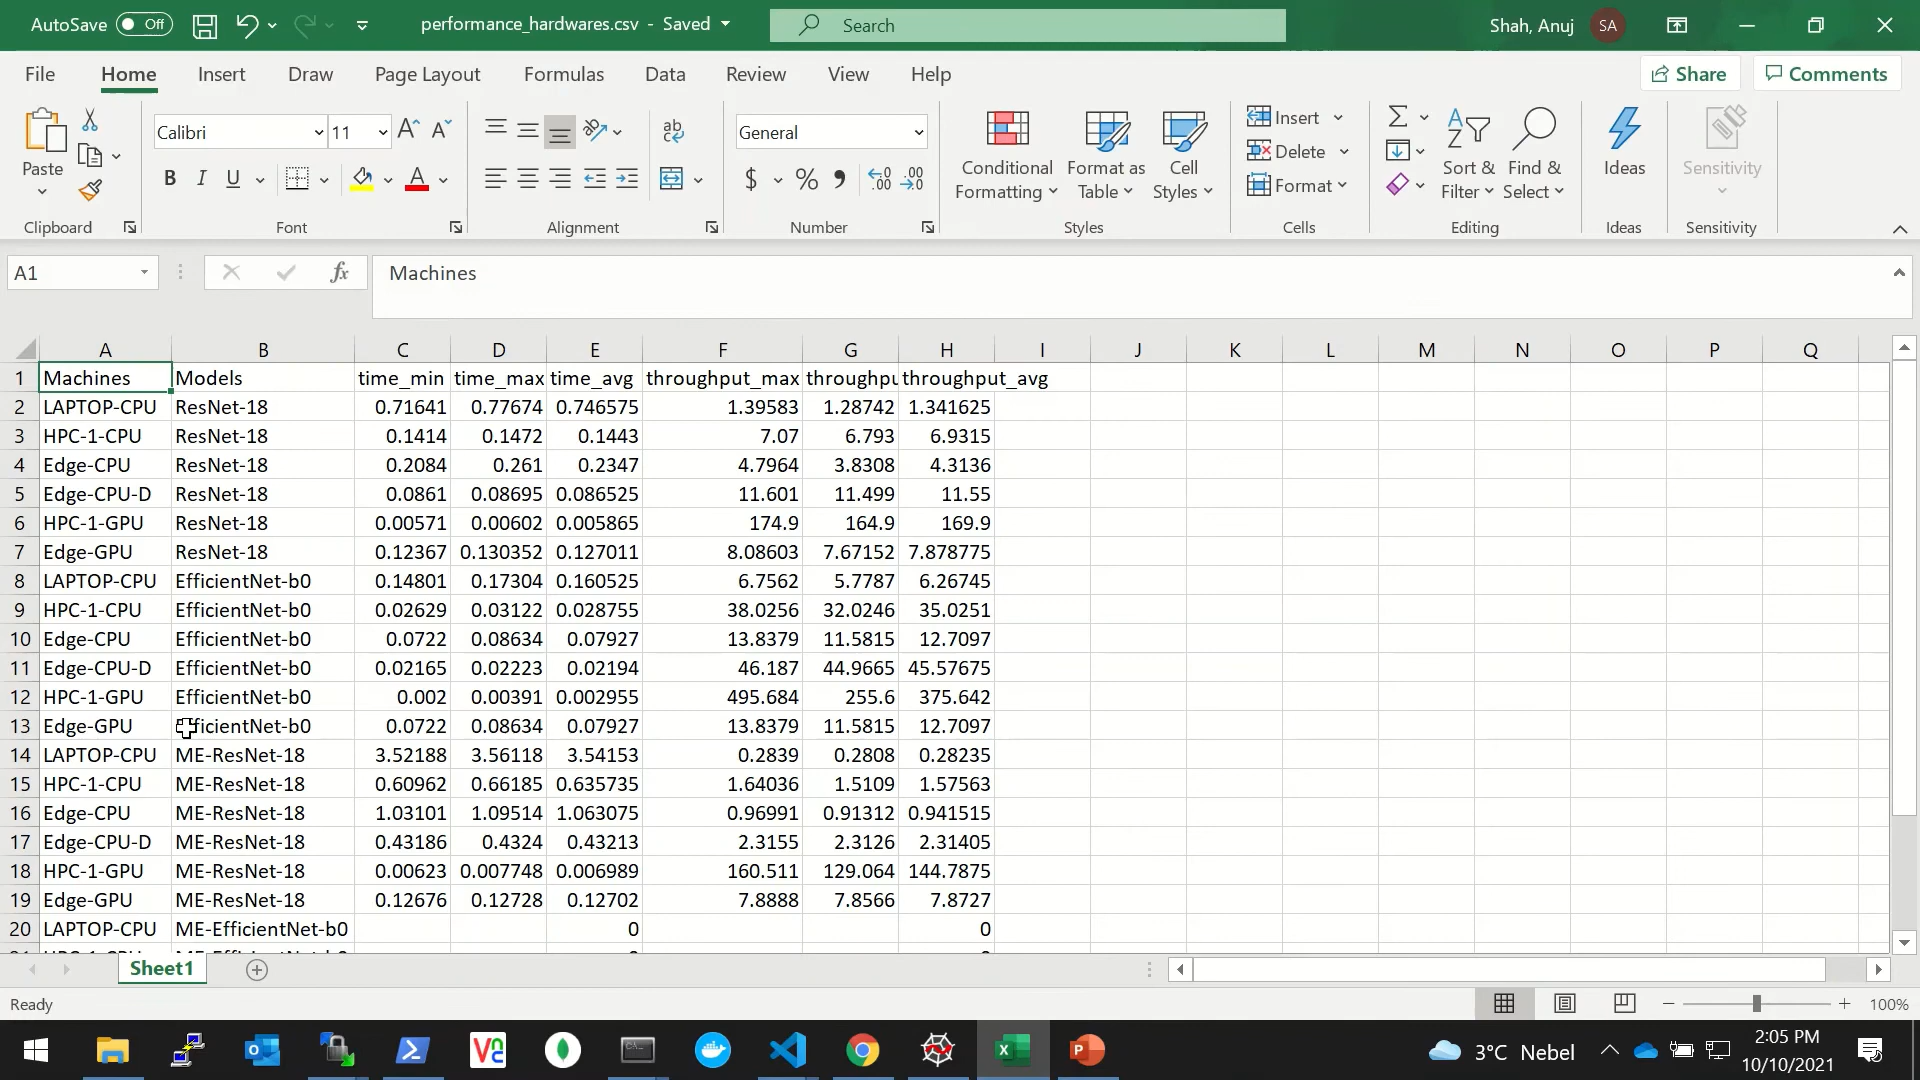 AutoSave Off performance_hardwares.csv - Saved Search Shah, Anuj SA
File Home Insert Draw Page Layout Formulas Data Review View Help Share Comments
Calibri 11 General
Paste B I U $ % Conditional Formatting Format as Table Cell Styles Insert Delete Format Sort & Filter Find & Select Ideas Sensitivity
Clipboard Font Alignment Number Styles Cells Editing Ideas Sensitivity
A1 fx Machines
A B C D E F G H I J K L M N O P Q
1 Machines Models time_min time_max time_avg throughput_max throughpu throughput_avg
2 LAPTOP-CPU ResNet-18 0.71641 0.77674 0.746575 1.39583 1.28742 1.341625
3 HPC-1-CPU ResNet-18 0.1414 0.1472 0.1443 7.07 6.793 6.9315
4 Edge-CPU ResNet-18 0.2084 0.261 0.2347 4.7964 3.8308 4.3136
5 Edge-CPU-D ResNet-18 0.0861 0.08695 0.086525 11.601 11.499 11.55
6 HPC-1-GPU ResNet-18 0.00571 0.00602 0.005865 174.9 164.9 169.9
7 Edge-GPU ResNet-18 0.12367 0.130352 0.127011 8.08603 7.67152 7.878775
8 LAPTOP-CPU EfficientNet-b0 0.14801 0.17304 0.160525 6.7562 5.7787 6.26745
9 HPC-1-CPU EfficientNet-b0 0.02629 0.03122 0.028755 38.0256 32.0246 35.0251
10 Edge-CPU EfficientNet-b0 0.0722 0.08634 0.07927 13.8379 11.5815 12.7097
11 Edge-CPU-D EfficientNet-b0 0.02165 0.02223 0.02194 46.187 44.9665 45.57675
12 HPC-1-GPU EfficientNet-b0 0.002 0.00391 0.002955 495.684 255.6 375.642
13 Edge-GPU EfficientNet-b0 0.0722 0.08634 0.07927 13.8379 11.5815 12.7097
14 LAPTOP-CPU ME-ResNet-18 3.52188 3.56118 3.54153 0.2839 0.2808 0.28235
15 HPC-1-CPU ME-ResNet-18 0.60962 0.66185 0.635735 1.64036 1.5109 1.57563
16 Edge-CPU ME-ResNet-18 1.03101 1.09514 1.063075 0.96991 0.91312 0.941515
17 Edge-CPU-D ME-ResNet-18 0.43186 0.4324 0.43213 2.3155 2.3126 2.31405
18 HPC-1-GPU ME-ResNet-18 0.00623 0.007748 0.006989 160.511 129.064 144.7875
19 Edge-GPU ME-ResNet-18 0.12676 0.12728 0.12702 7.8888 7.8566 7.8727
20 LAPTOP-CPU ME-EfficientNet-b0 0 0
Sheet1
Ready 100%
3°C Nebel 2:05 PM
10/10/2021